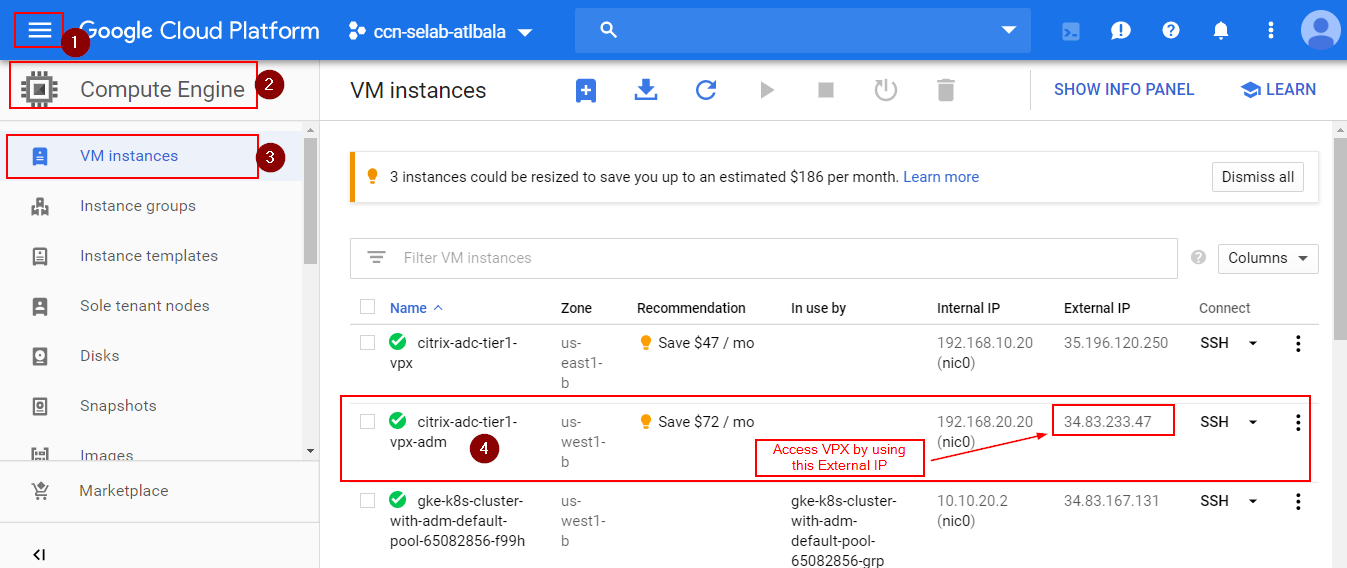 Google Cloud Platform
ccn-selab-atlbala
1
Compute Engine
2
VM instances
SHOW INFO PANEL
LEARN
VM instances
3
Instance groups
Instance templates
Sole tenant nodes
Disks
Snapshots
Images
Marketplace
3 instances could be resized to save you up to an estimated $186 per month. Learn more
Dismiss all
Filter VM instances
Columns
Name
Zone
Recommendation
In use by
Internal IP
External IP
Connect
citrix-adc-tier1-
vpx
us-
east1-
b
Save $47 / mo
192.168.10.20
(nic0)
35.196.120.250
SSH
citrix-adc-tier1-
vpx-adm
4
us-
west1-
b
Save $72 / mo
Access VPX by using
this External IP
192.168.20.20
(nic0)
34.83.233.47
SSH
gke-k8s-cluster-
with-adm-default-
pool-65082856-f99h
us-
west1-
b
gke-k8s-cluster-
with-adm-
default-pool-
65082856-grp
10.10.20.2
(nic0)
34.83.167.131
SSH